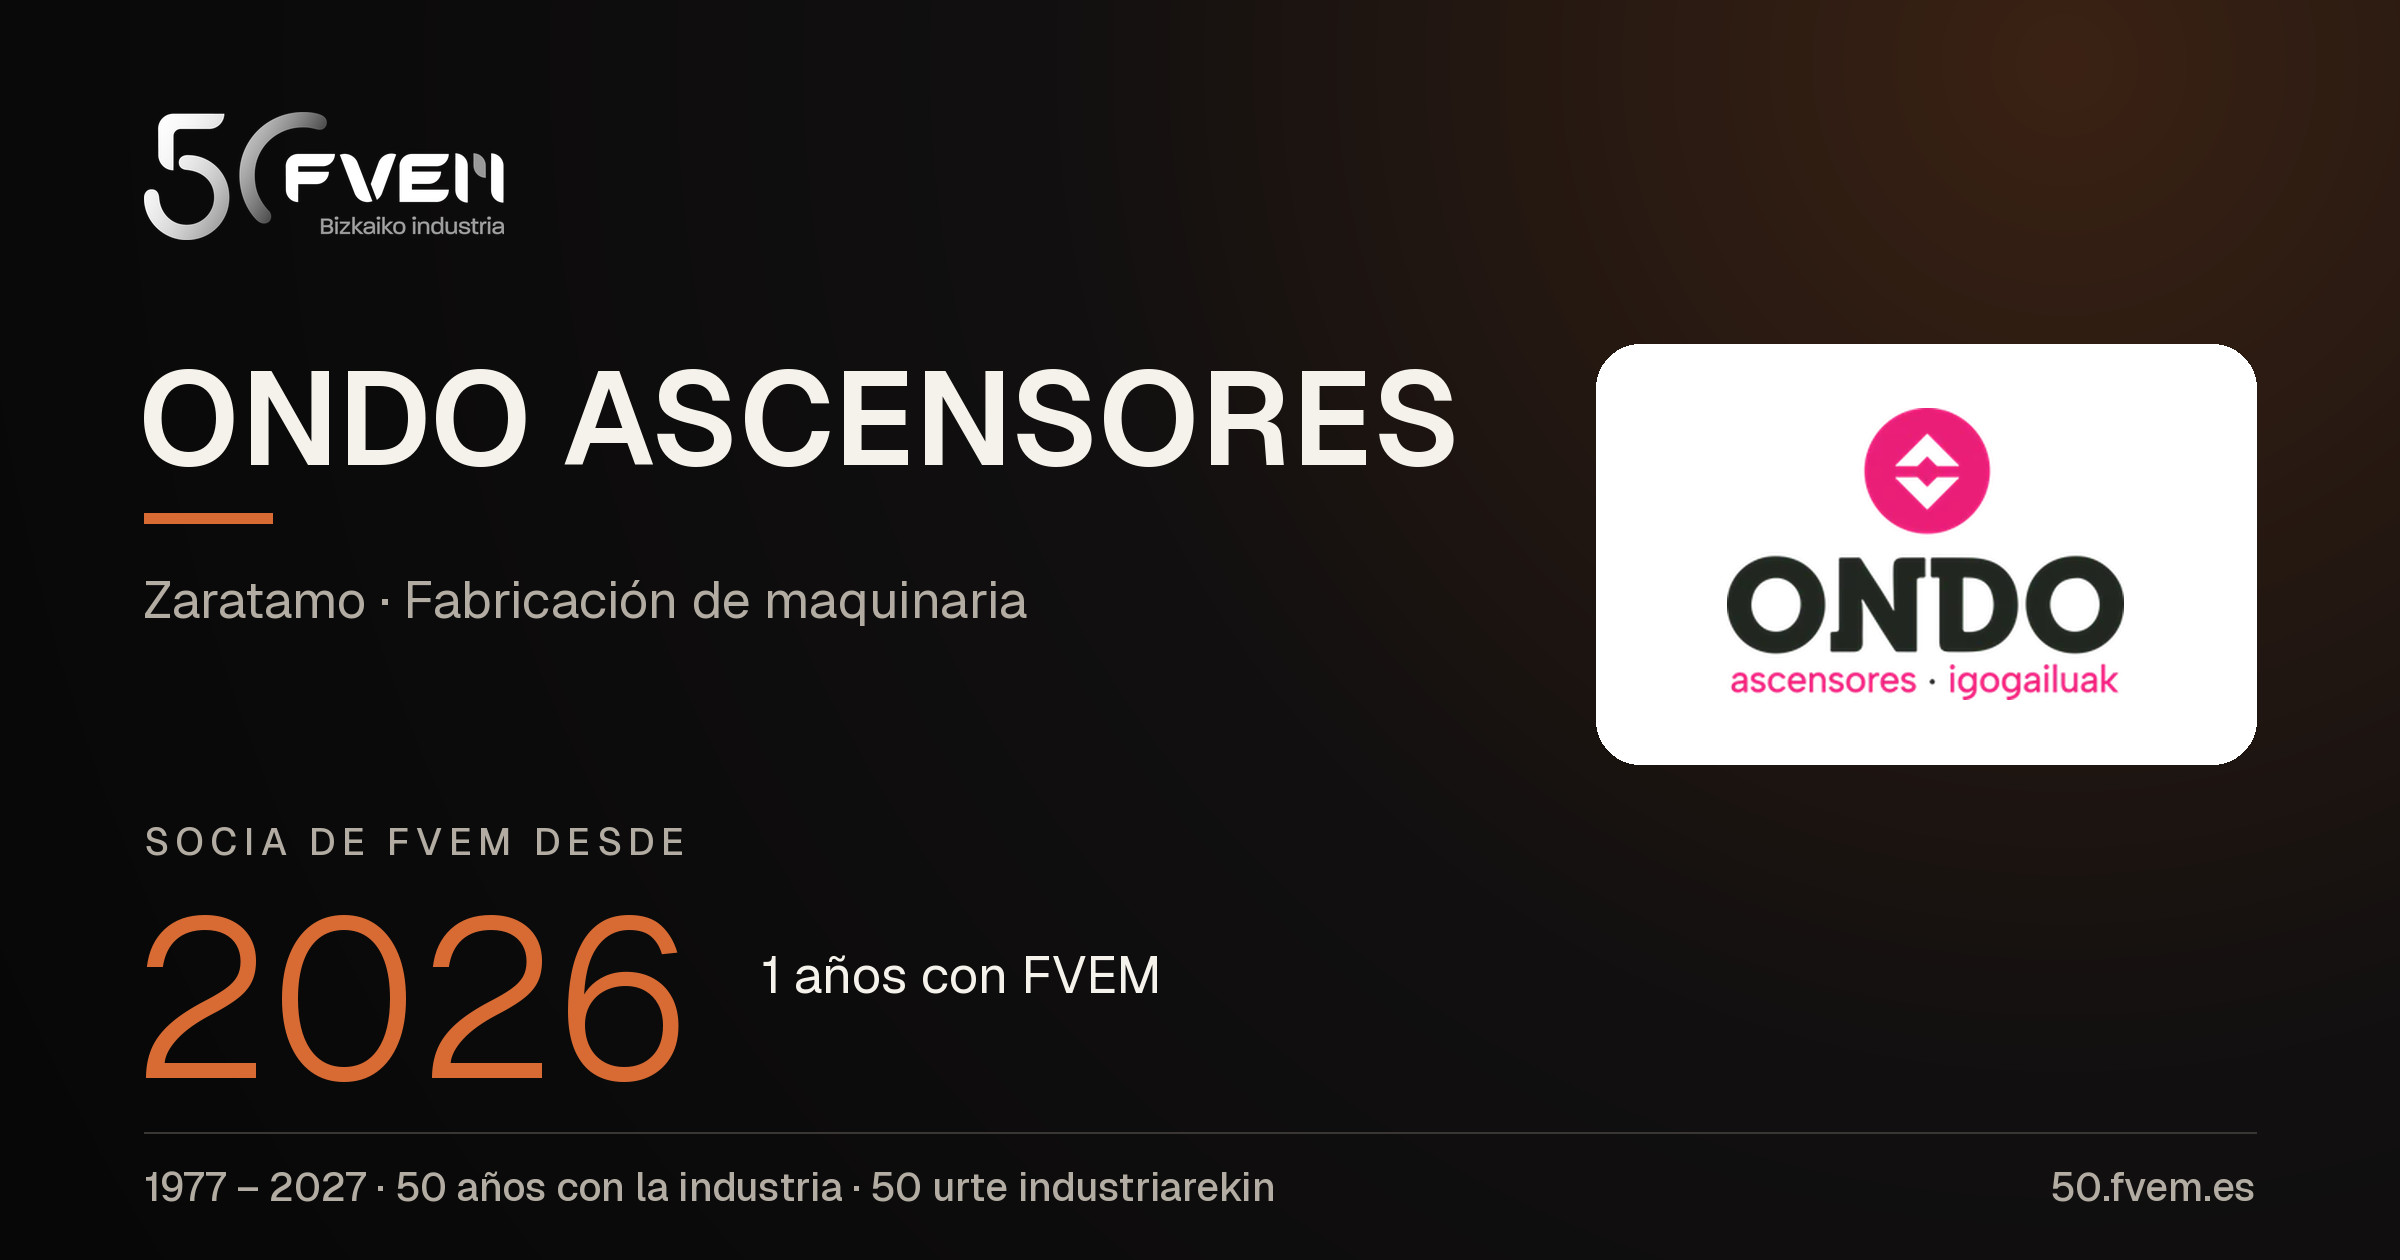 50 FVEM
Bizkaiko industria
ONDO ASCENSORES
Zaratamo · Fabricación de maquinaria
ONDO
ascensores · igogailuak
SOCIA DE FVEM DESDE
2026
1 años con FVEM
1977 – 2027 · 50 años con la industria · 50 urte industriarekin
50.fvem.es